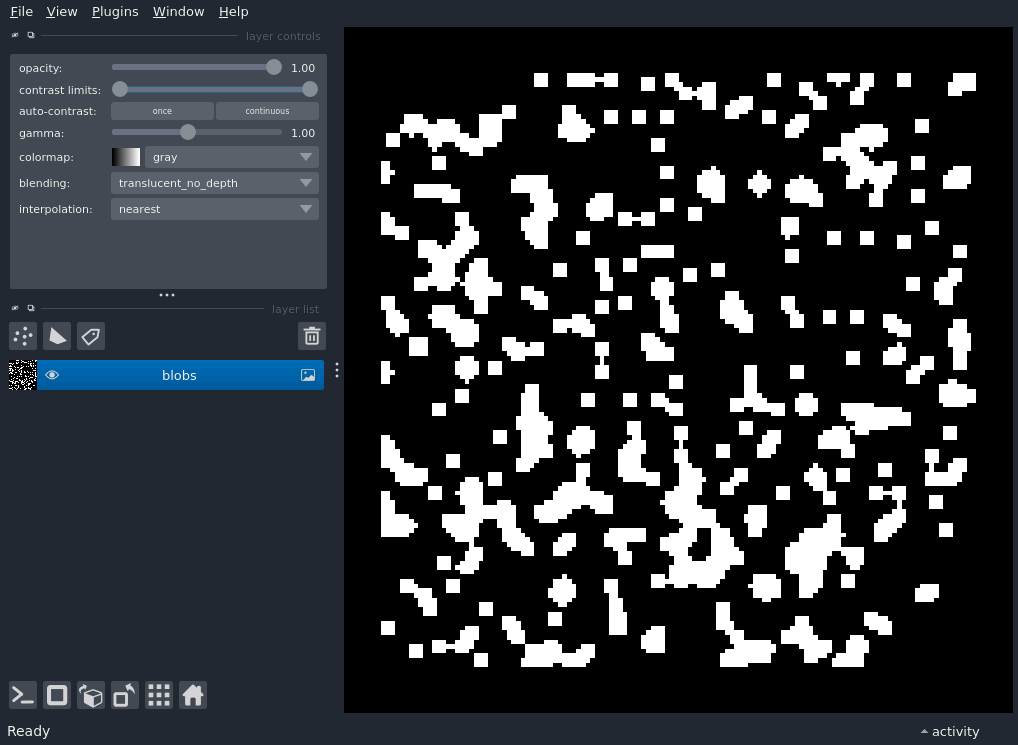 File View Plugins Window Help
layer controls
opacity: 1.00
contrast limits:
auto-contrast: once continuous
gamma: 1.00
colormap: gray
blending: translucent_no_depth
interpolation: nearest
layer list
blobs
Ready
activity